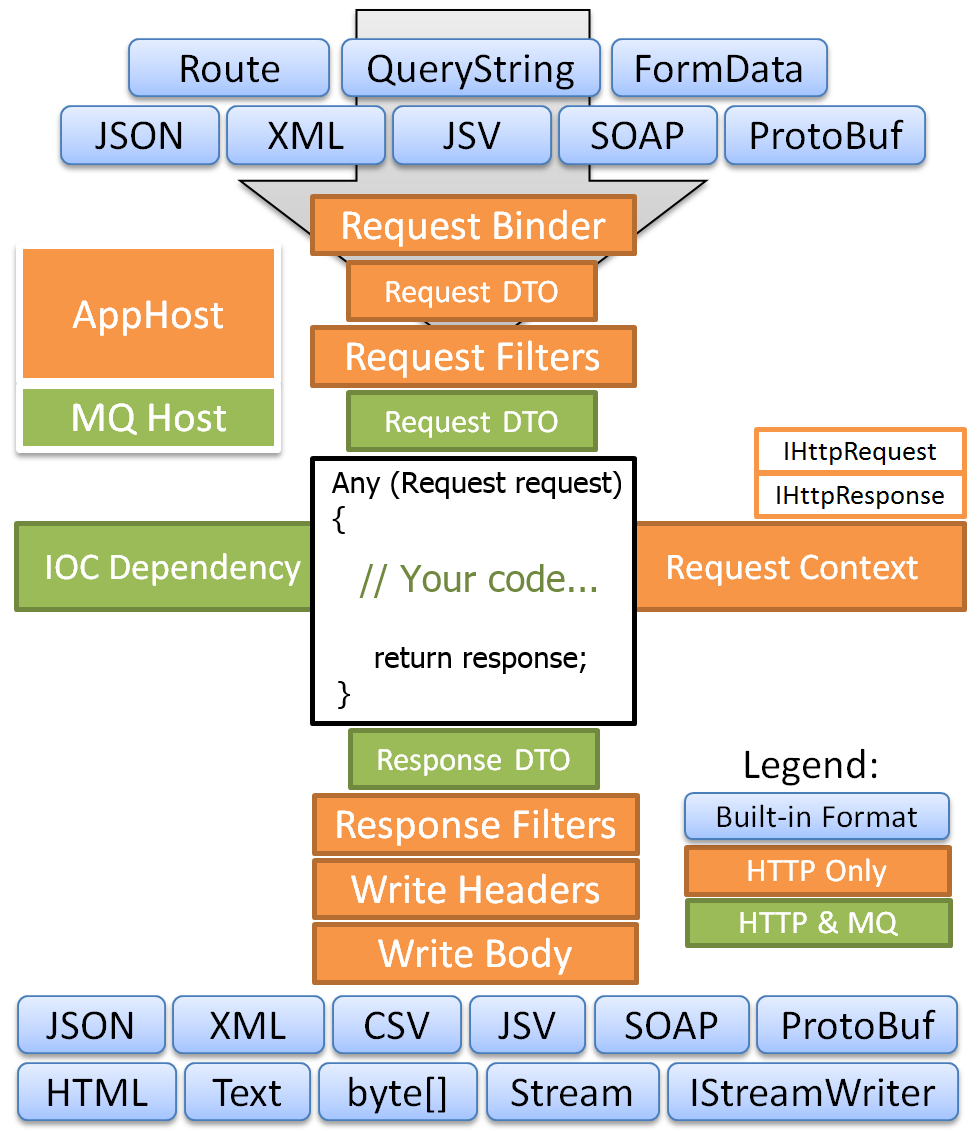 Route QueryString FormData
JSON XML JSV SOAP ProtoBuf
Request Binder
Request DTO
AppHost
Request Filters
MQ Host
Request DTO
IHttpRequest
IHttpResponse
Any (Request request)
{
IOC Dependency
// Your code...
Request Context
return response;
}
Response DTO
Legend:
Response Filters
Built-in Format
Write Headers
HTTP Only
HTTP & MQ
Write Body
JSON XML CSV JSV SOAP ProtoBuf
HTML Text byte[] Stream IStreamWriter